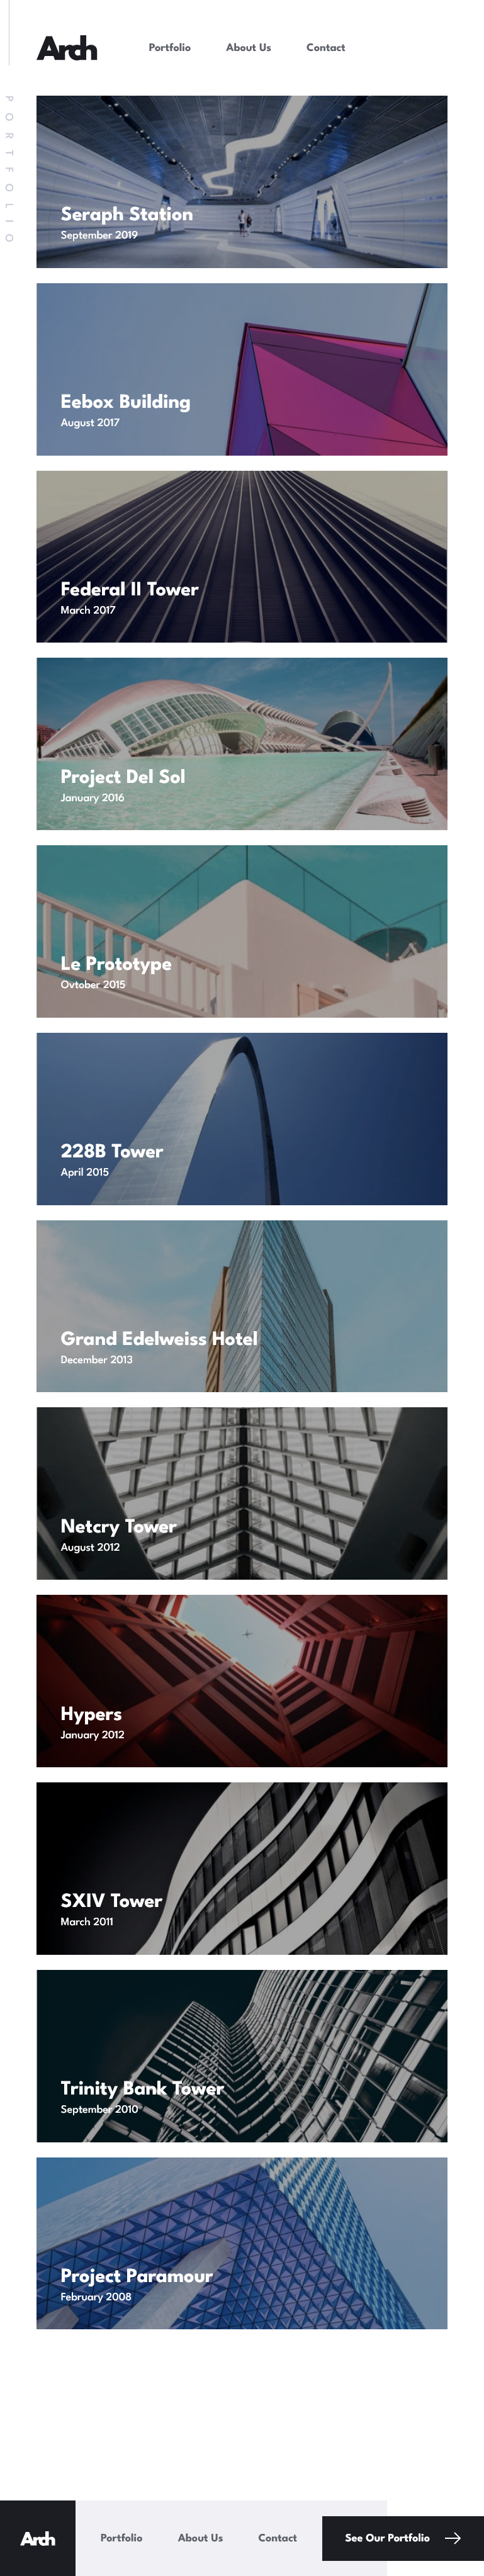 Arch
Portfolio About Us Contact
PORTFOLIO
Seraph Station
September 2019
Eebox Building
August 2017
Federal II Tower
March 2017
Project Del Sol
January 2016
Le Prototype
Ovtober 2015
228B Tower
April 2015
Grand Edelweiss Hotel
December 2013
Netcry Tower
August 2012
Hypers
January 2012
SXIV Tower
March 2011
Trinity Bank Tower
September 2010
Project Paramour
February 2008
Arch
Portfolio About Us Contact
See Our Portfolio